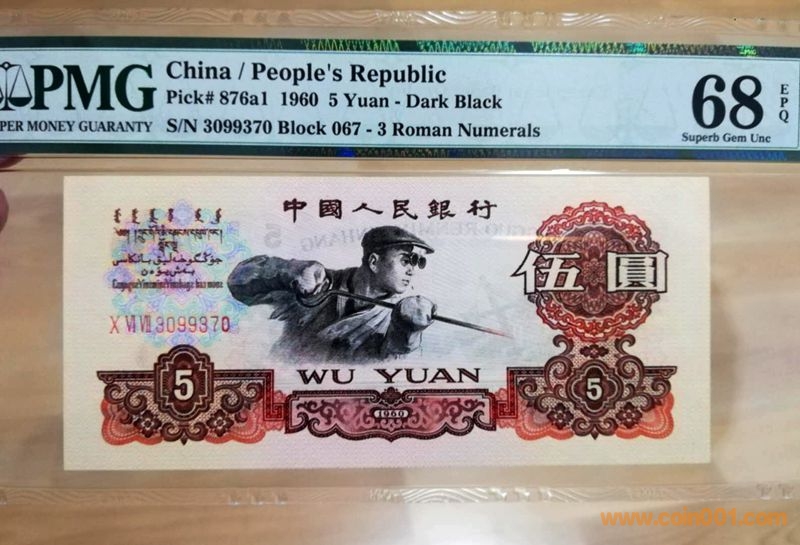 PMG
PAPER MONEY GUARANTY
China / People's Republic
Pick# 876a1 1960 5 Yuan - Dark Black
S/N 3099370 Block 067 - 3 Roman Numerals
68
EPQ
Superb Gem Unc
中國人民銀行
X VI VII 3099370
伍圓
WU YUAN
5
1960
5
www.coin001.com